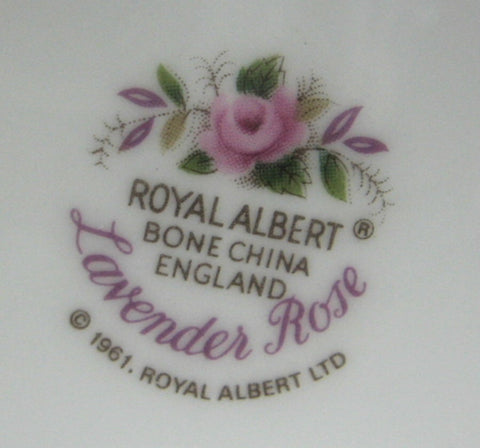 ROYAL ALBERT ®
BONE CHINA
ENGLAND
Lavender Rose
© 1961. ROYAL ALBERT LTD